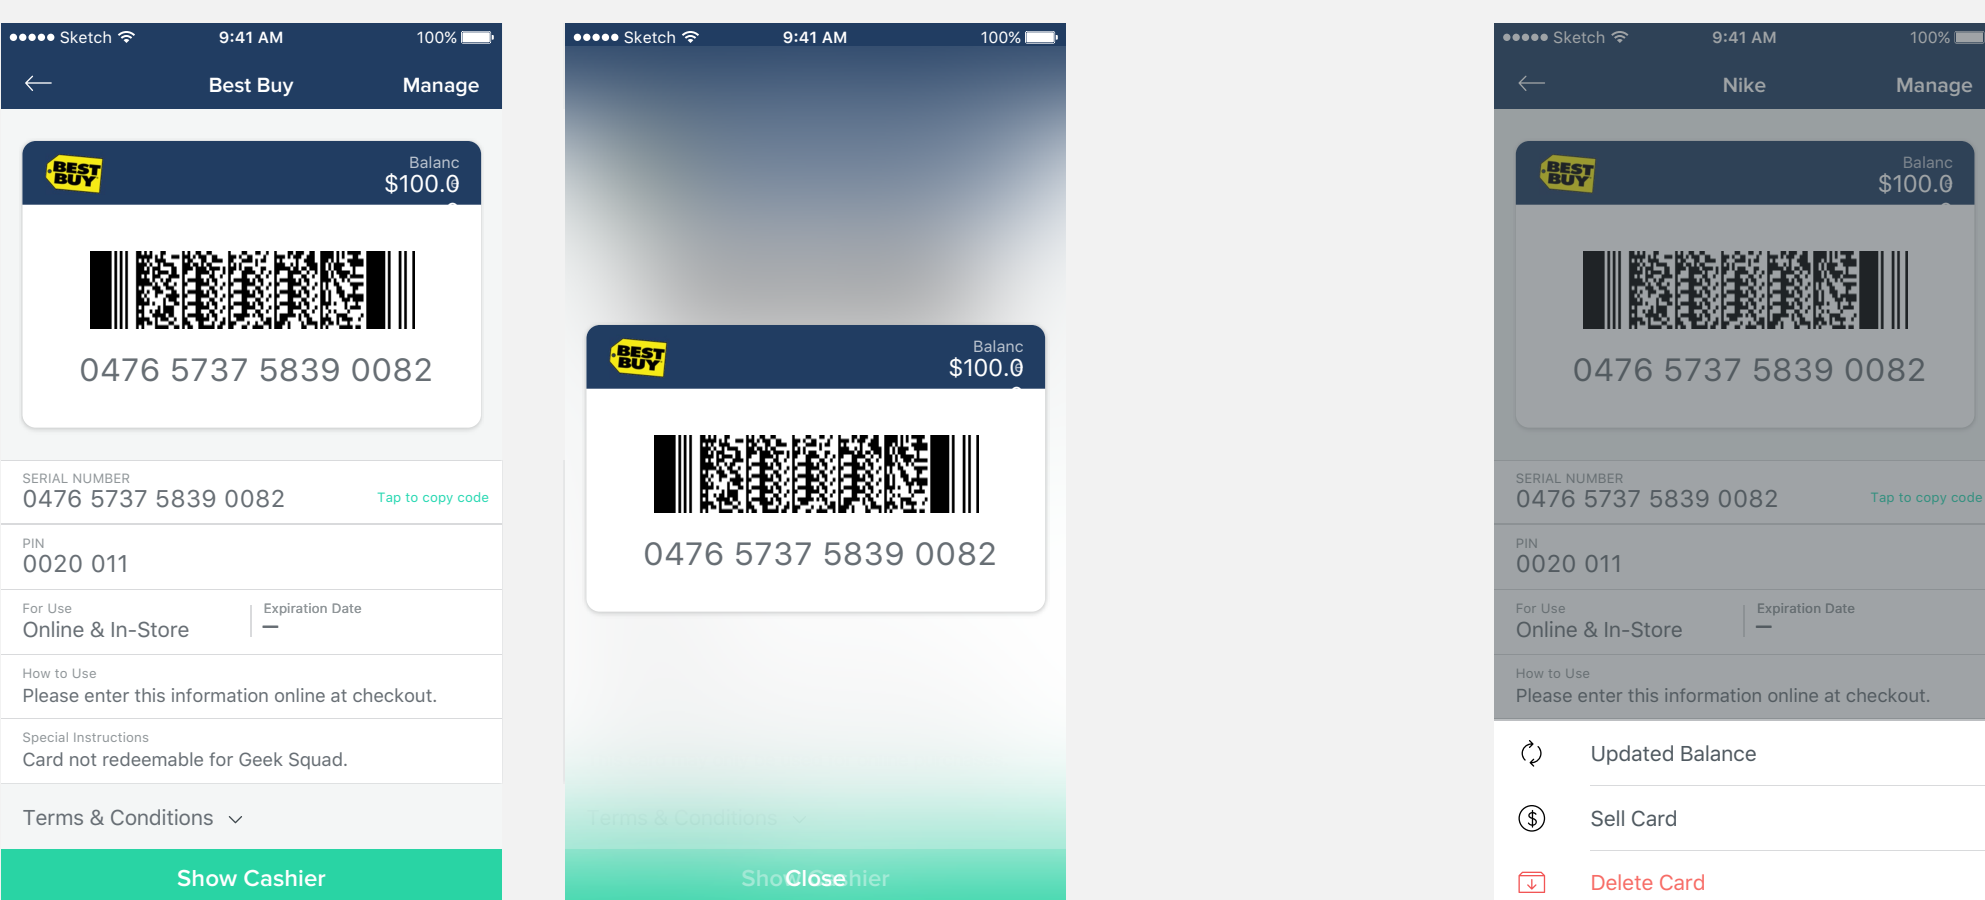 Sketch 9:41 AM 100%
Best Buy Manage
BEST BUY
Balanc
e
$100.0
0476 5737 5839 0082
SERIAL NUMBER
0476 5737 5839 0082 Tap to copy code
PIN
0020 011
For Use Expiration Date
Online & In-Store —
How to Use
Please enter this information online at checkout.
Special Instructions
Card not redeemable for Geek Squad.
Terms & Conditions
Show Cashier
Sketch 9:41 AM 100%
BEST BUY
Balanc
e
$100.0
0476 5737 5839 0082
Terms & Conditions
Show Cashier
Close
Sketch 9:41 AM 100%
Nike Manage
BEST BUY
Balanc
e
$100.0
0476 5737 5839 0082
SERIAL NUMBER
0476 5737 5839 0082 Tap to copy code
PIN
0020 011
For Use Expiration Date
Online & In-Store —
How to Use
Please enter this information online at checkout.
Updated Balance
$ Sell Card
Delete Card